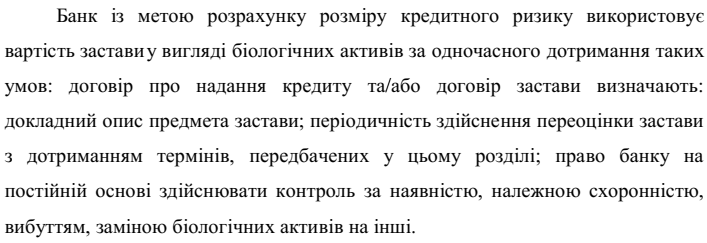 Банк із метою розрахунку розміру кредитного ризику використовує
вартість застави у вигляді біологічних активів за одночасного дотримання таких
умов: договір про надання кредиту та/або договір застави визначають:
докладний опис предмета застави; періодичність здійснення переоцінки застави
з дотриманням термінів, передбачених у цьому розділі; право банку на
постійній основі здійснювати контроль за наявністю, належною схоронністю,
вибуттям, заміною біологічних активів на інші.